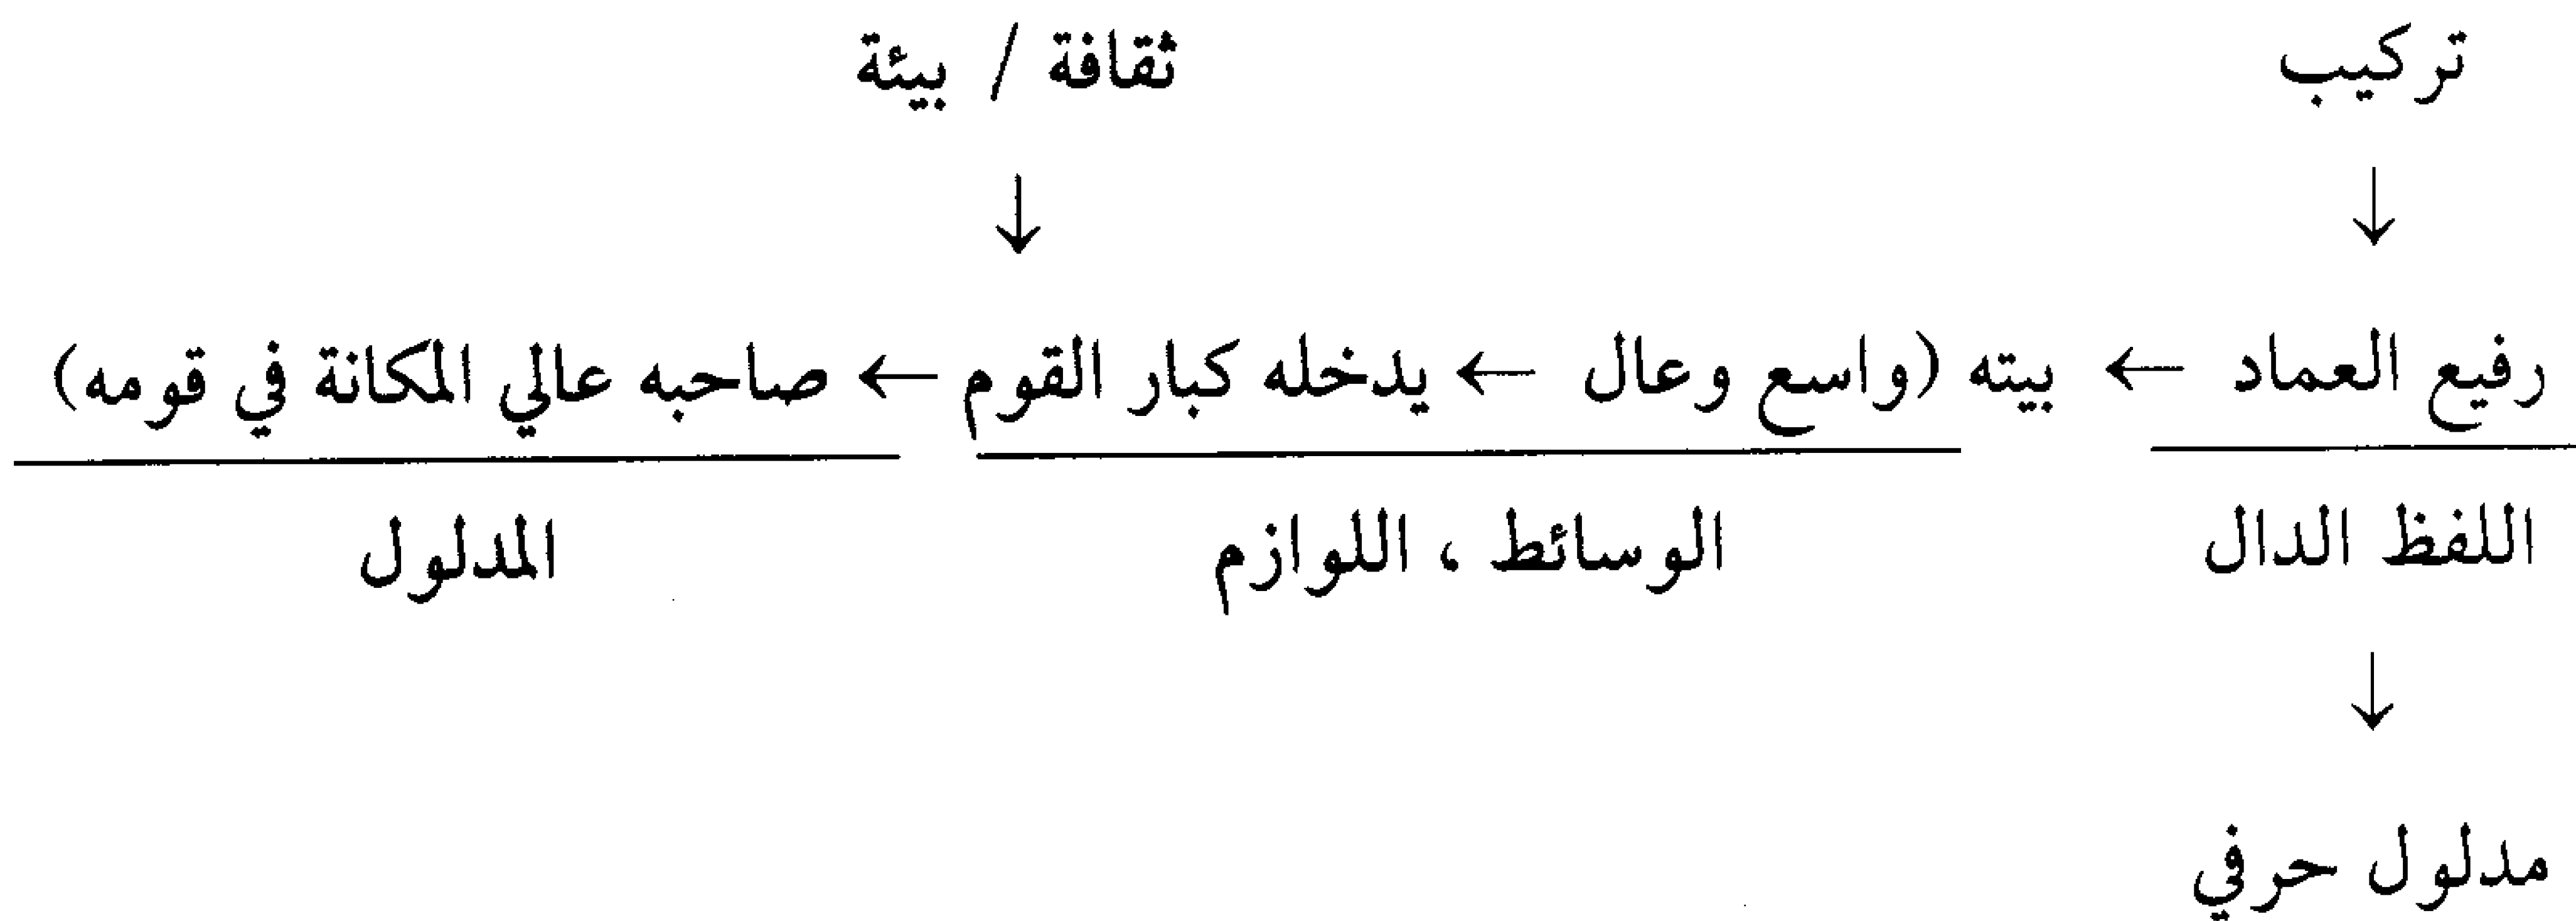 تركيب ثقافة / بيئة
↓ ↓
رفيع العماد ← بيته (واسع وعال ← يدخله كبار القوم ← صاحبه عالي المكانة في قومه)
اللفظ الدال الوسائط ، اللوازم المدلول
↓
مدلول حرفي